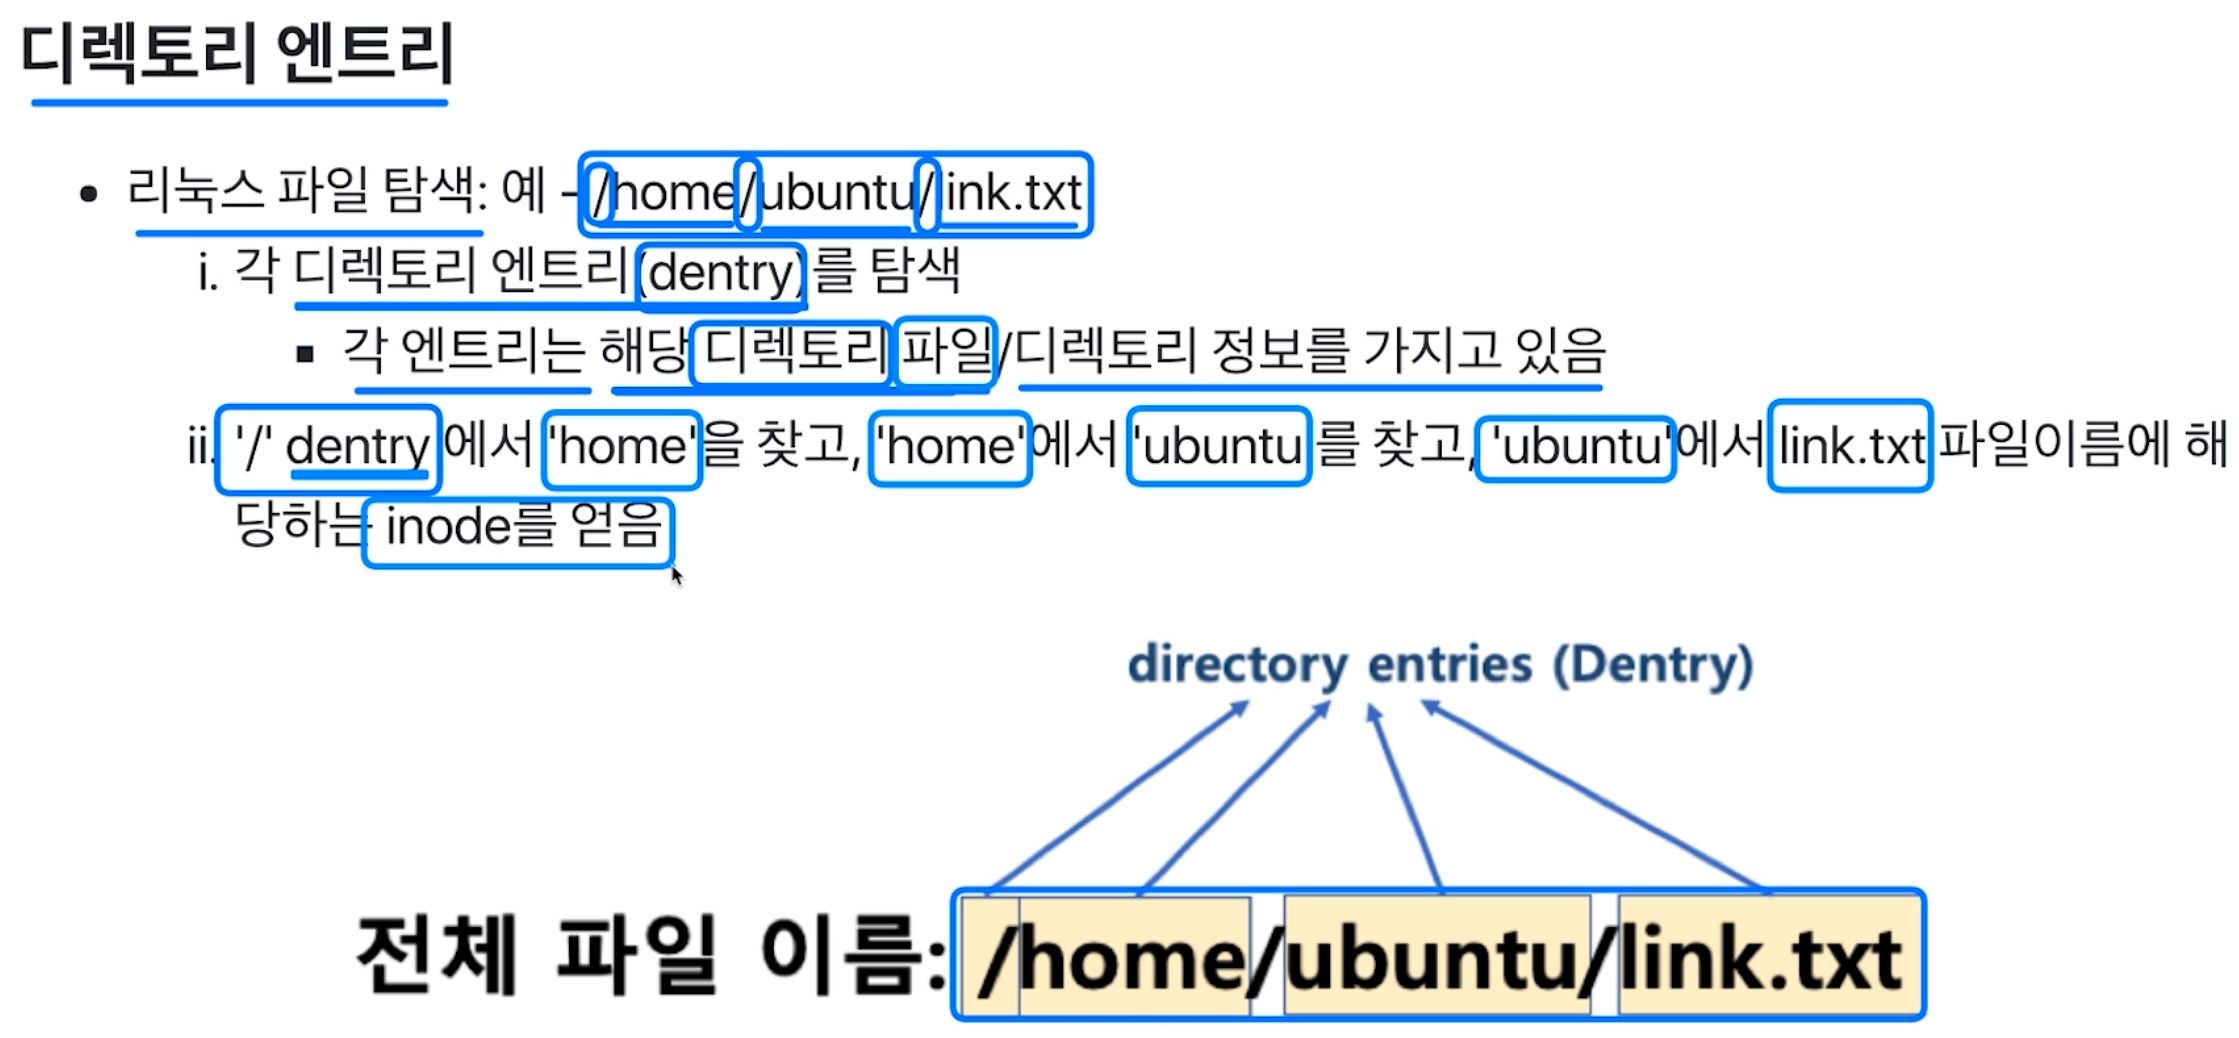 디렉토리 엔트리
• 리눅스 파일 탐색: 예 - /home/ubuntu/link.txt
i. 각 디렉토리 엔트리(dentry)를 탐색
▪ 각 엔트리는 해당 디렉토리 파일/디렉토리 정보를 가지고 있음
ii. '/' dentry 에서 'home'을 찾고, 'home'에서 'ubuntu를 찾고, 'ubuntu'에서 link.txt 파일이름에 해
당하는 inode를 얻음
directory entries (Dentry)
전체 파일 이름: /home/ubuntu/link.txt